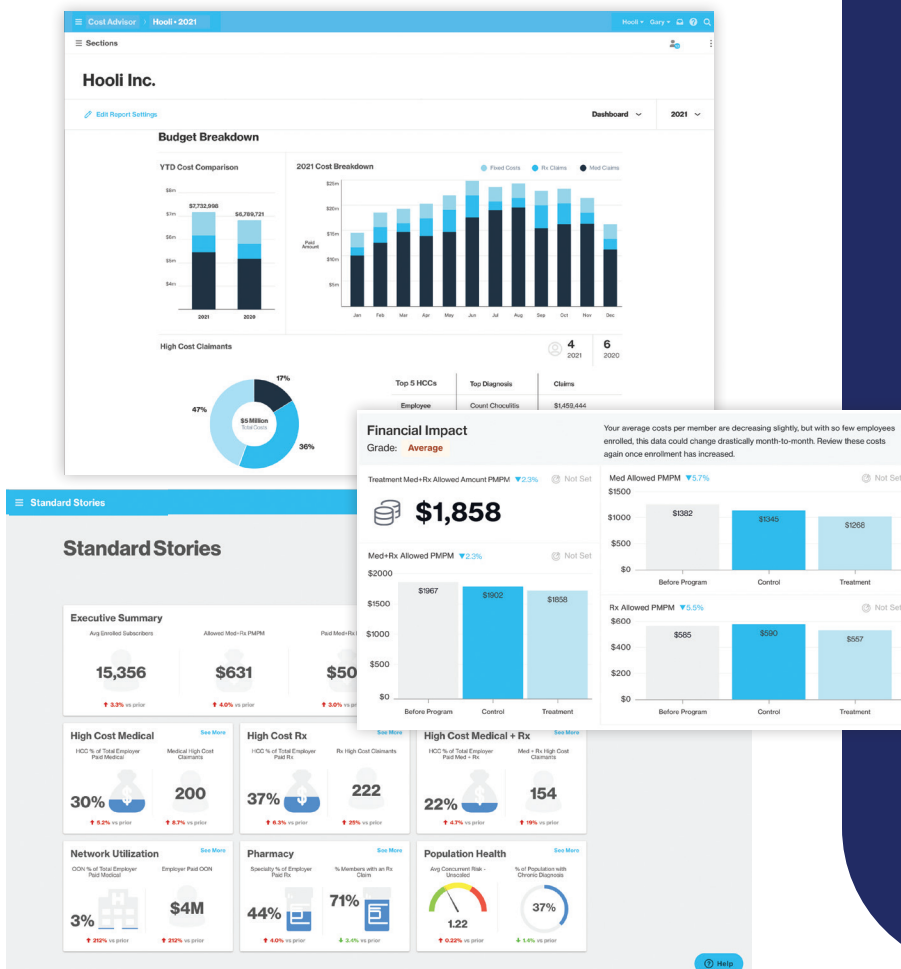 Cost Advisor / Hooli • 2021
Hooli • Gary •
Sections
Hooli Inc.
Edit Report Settings
Dashboard
2021
Budget Breakdown
YTD Cost Comparison
$8m
$7m
$6m
$5m
$4m
$7,732,998
$6,789,721
2021
2020
2021 Cost Breakdown
Fixed Costs
Rx Claims
Med Claims
$25m
$20m
$15m
$10m
$5m
Paid
Amount
Jan Feb Mar Apr May Jun Jul Aug Sep Oct Nov Dec
High Cost Claimants
4
2021
6
2020
17%
47%
36%
$5 Million
Total Costs
Top 5 HCCs
Top Diagnosis
Claims
Employee
Count Choculitis
$1,459,444
Financial Impact
Grade: Average
Your average costs per member are decreasing slightly, but with so few employees
enrolled, this data could change drastically month-to-month. Review these costs
again once enrollment has increased.
Treatment Med+Rx Allowed Amount PMPM ▼2.3%
Not Set
$1,858
Med+Rx Allowed PMPM ▼2.3%
Not Set
$2000
$1500
$1000
$500
$0
$1967
$1902
$1858
Before Program
Control
Treatment
Med Allowed PMPM ▼5.7%
Not Set
$1500
$1000
$500
$0
$1382
$1345
$1268
Before Program
Control
Treatment
Rx Allowed PMPM ▼5.5%
Not Set
$600
$400
$200
$0
$585
$590
$557
Before Program
Control
Treatment
Standard Stories
Standard Stories
Executive Summary
Avg Enrolled Subscribers
15,356
↑ 3.3% vs prior
Allowed Med+Rx PMPM
$631
↑ 4.0% vs prior
Paid Med+Rx
$50
↑ 3.0% vs prior
High Cost Medical
See More
HCC % of Total Employer
Paid Medical
30%
↑ 5.2% vs prior
Medical High Cost
Claimants
200
↑ 8.7% vs prior
High Cost Rx
See More
HCC % of Total Employer
Paid Rx
37%
↑ 6.3% vs prior
Rx High Cost Claimants
222
↑ 25% vs prior
High Cost Medical + Rx
See More
HCC % of Total Employer
Paid Med + Rx
22%
↑ 4.7% vs prior
Med + Rx High Cost
Claimants
154
↑ 19% vs prior
Network Utilization
See More
OON % of Total Employer
Paid Medical
3%
↑ 212% vs prior
Employer Paid OON
$4M
↑ 212% vs prior
Pharmacy
See More
Specialty % of Employer
Paid Rx
44%
↑ 4.0% vs prior
% Members with an Rx
Claim
71%
↓ 3.4% vs prior
Population Health
See More
Avg Concurrent Risk -
Unscaled
1.22
↑ 0.22% vs prior
% of Population with
Chronic Diagnosis
37%
↓ 1.4% vs prior
Help